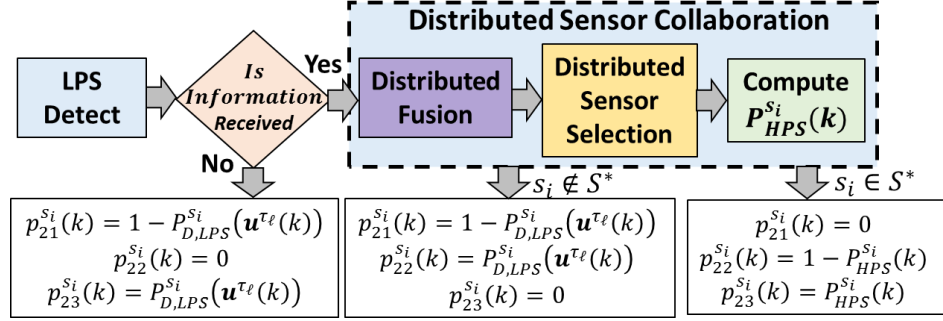 Distributed Sensor Collaboration
LPS
Detect
Is
Information
Received
Yes
No
Distributed
Fusion
Distributed
Sensor
Selection
Compute
P_{HPS}^{s_i}(k)
s_i ∉ S*
s_i ∈ S*
p_{21}^{s_i}(k) = 1 − P_{D,LPS}^{s_i}(u^{τ_ℓ}(k))
p_{22}^{s_i}(k) = 0
p_{23}^{s_i}(k) = P_{D,LPS}^{s_i}(u^{τ_ℓ}(k))
p_{21}^{s_i}(k) = 1 − P_{D,LPS}^{s_i}(u^{τ_ℓ}(k))
p_{22}^{s_i}(k) = P_{D,LPS}^{s_i}(u^{τ_ℓ}(k))
p_{23}^{s_i}(k) = 0
p_{21}^{s_i}(k) = 0
p_{22}^{s_i}(k) = 1 − P_{HPS}^{s_i}(k)
p_{23}^{s_i}(k) = P_{HPS}^{s_i}(k)